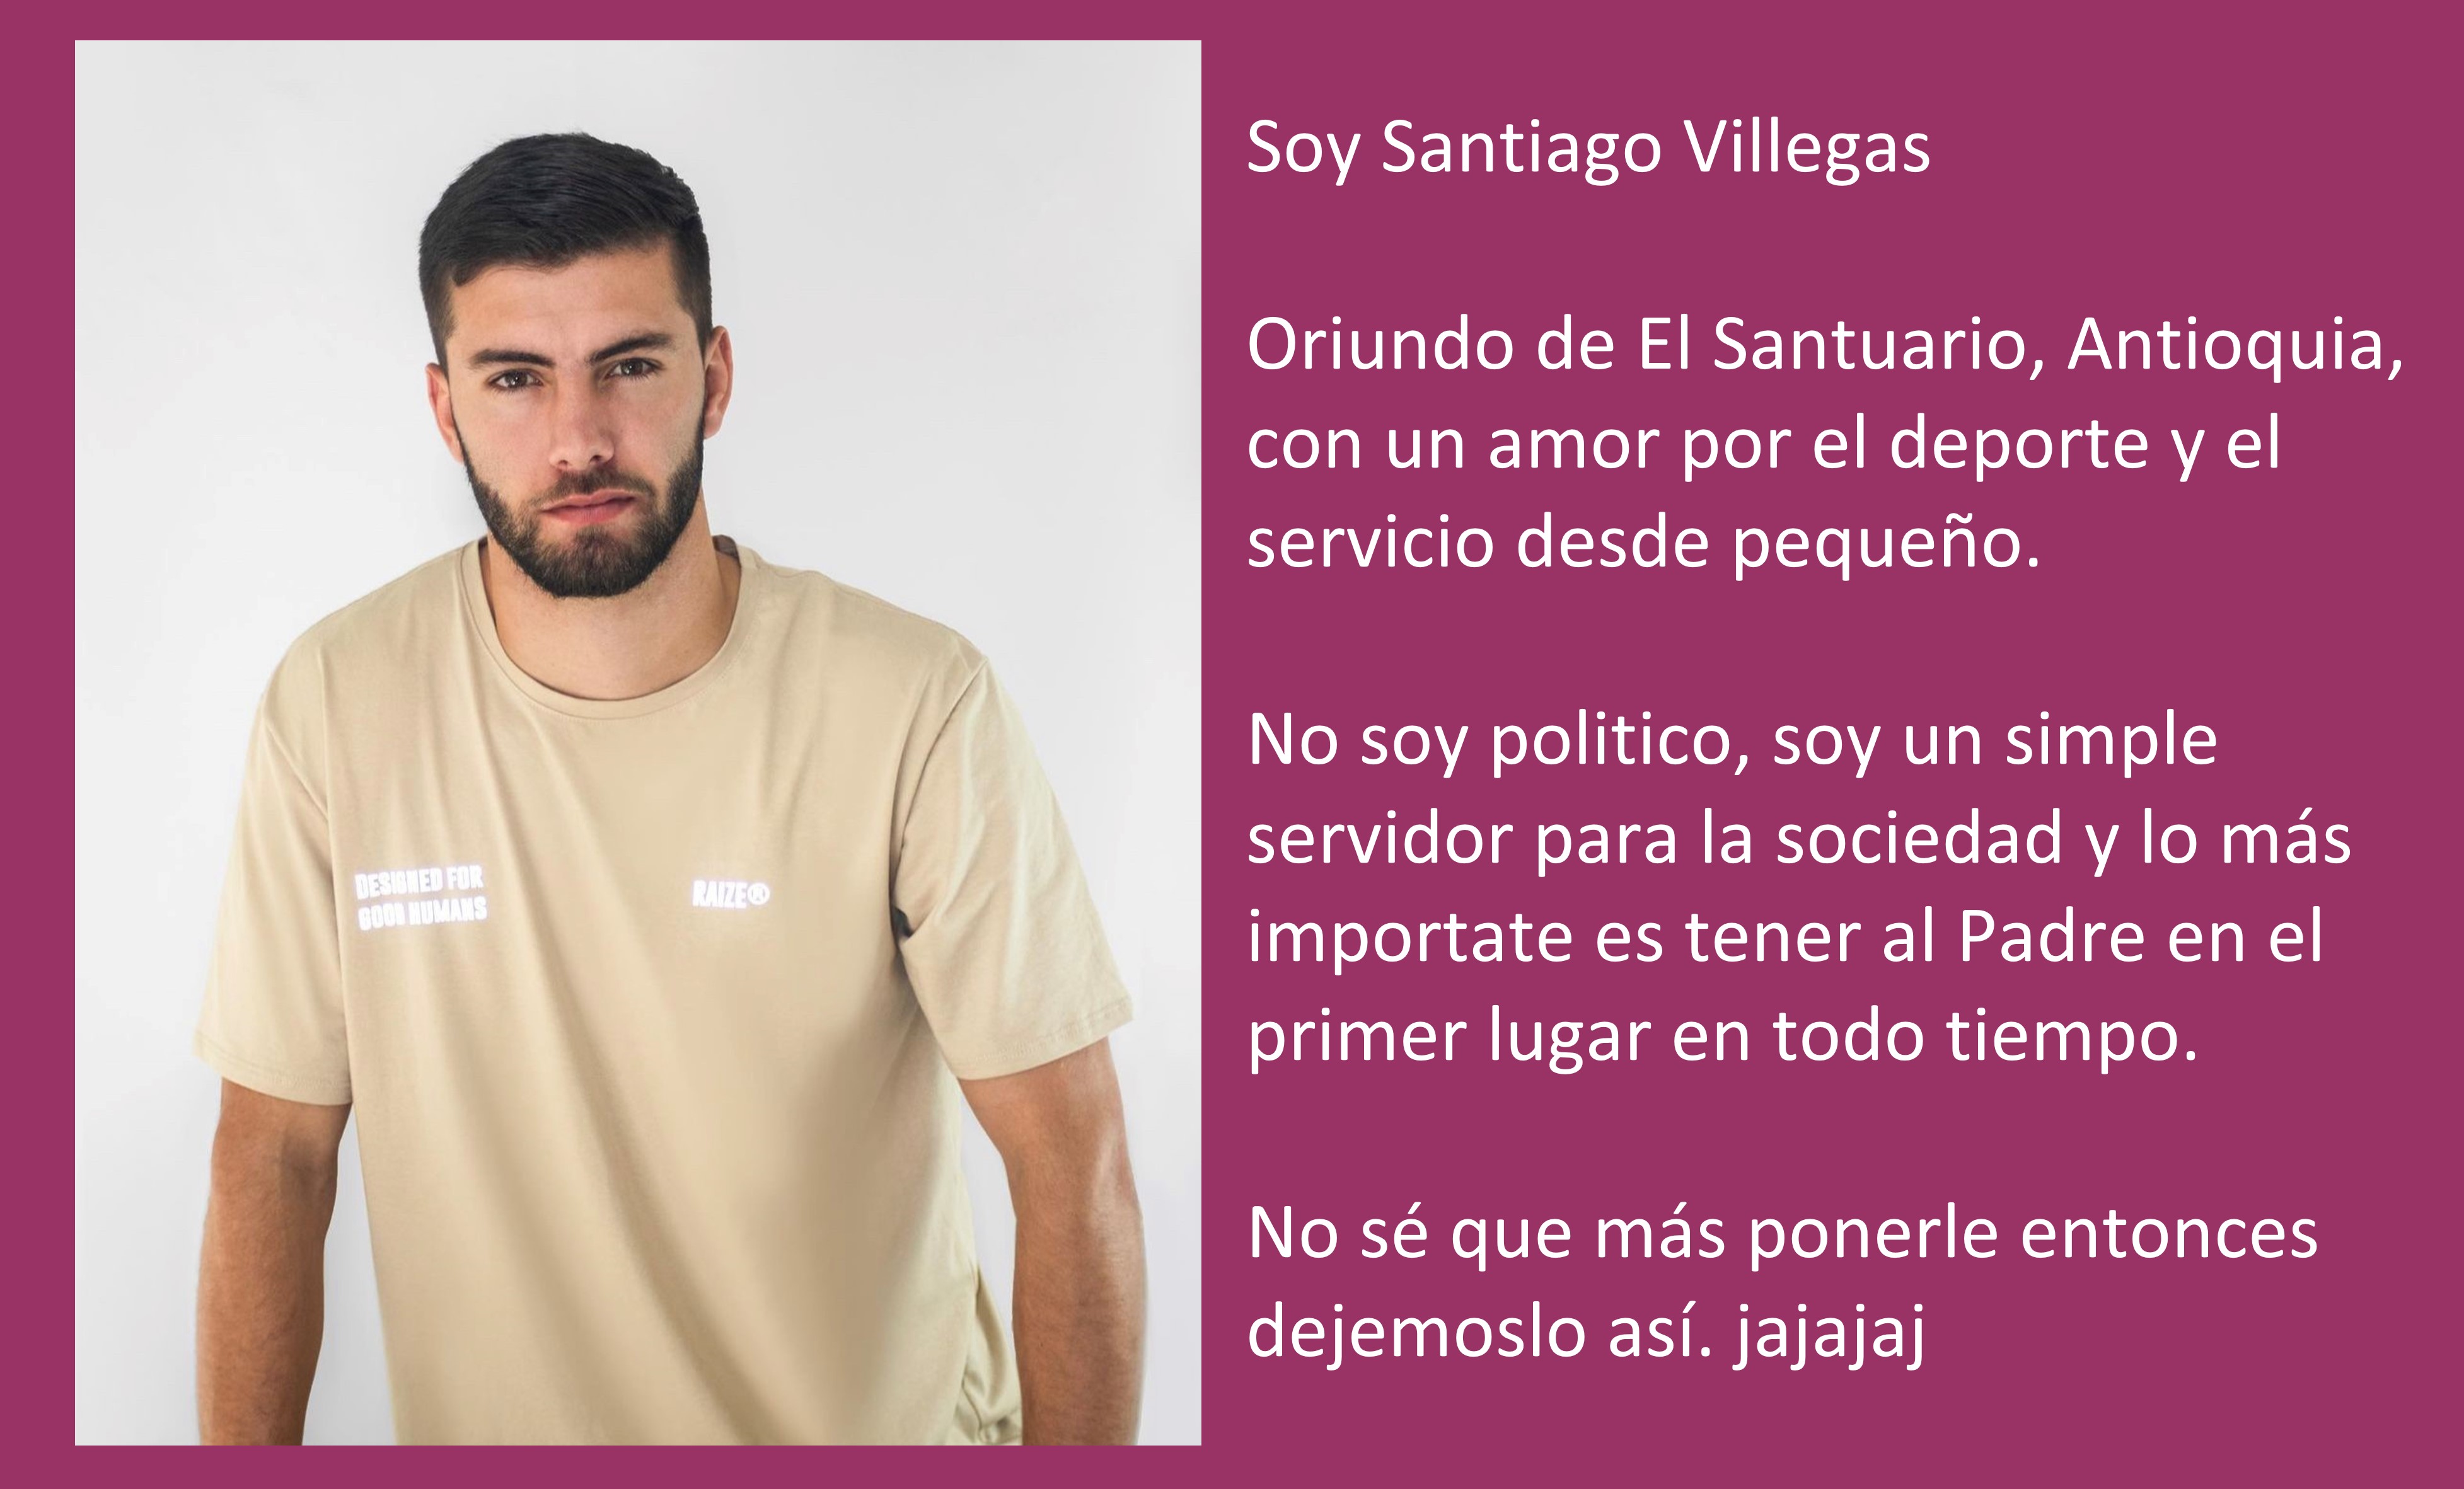 Soy Santiago Villegas
Oriundo de El Santuario, Antioquia,
con un amor por el deporte y el
servicio desde pequeño.
No soy politico, soy un simple
servidor para la sociedad y lo más
importate es tener al Padre en el
primer lugar en todo tiempo.
No sé que más ponerle entonces
dejemoslo así. jajajaj
DESIGNED FOR
GOOD HUMANS
RAIZE®